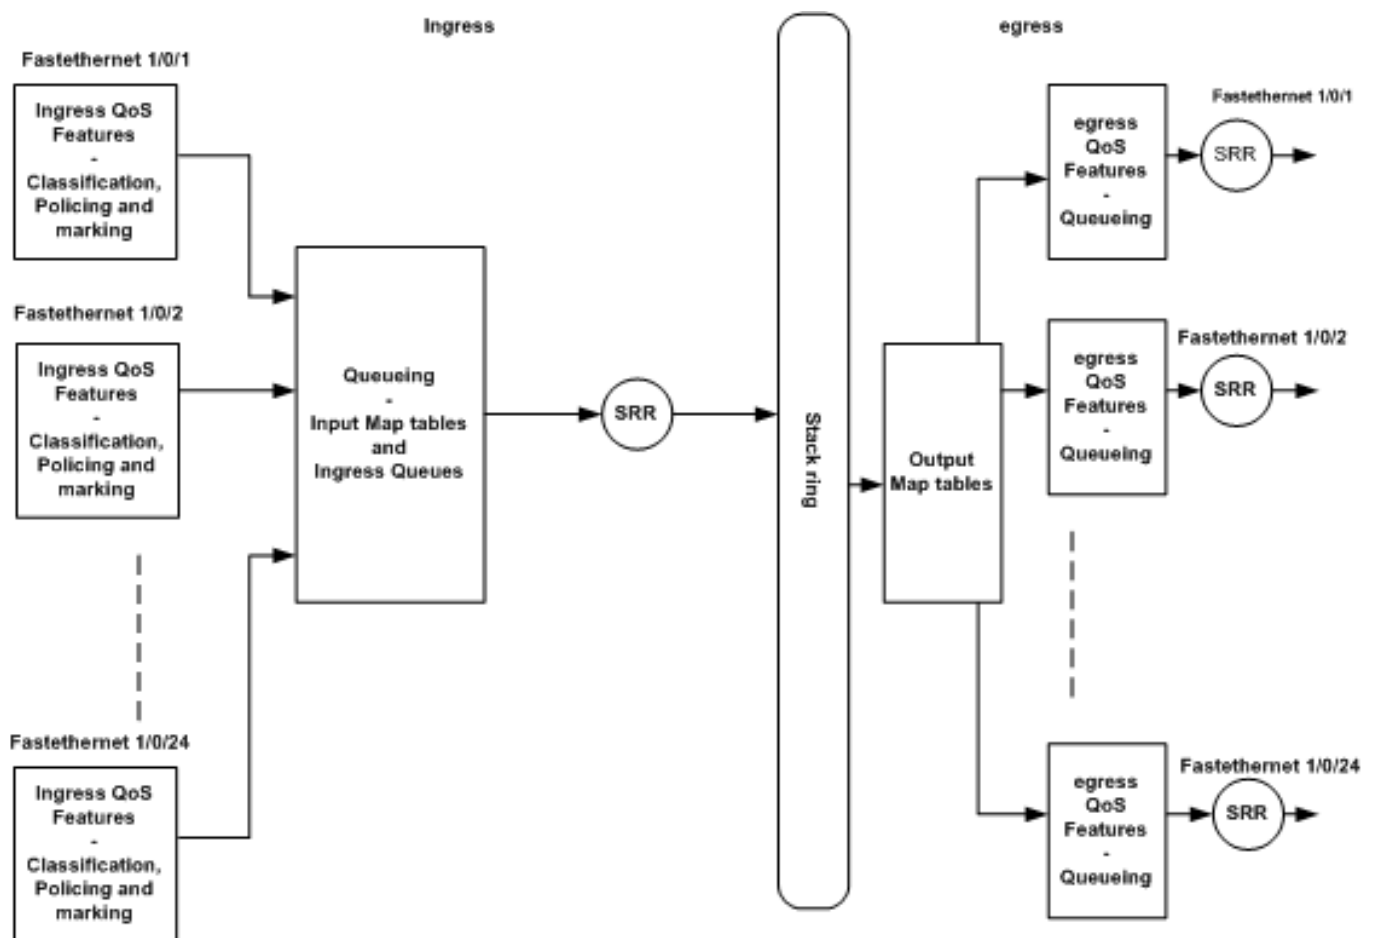 Ingress
egress
Fastethernet 1/0/1
Ingress QoS
Features
-
Classification,
Policing and
marking
Fastethernet 1/0/2
Ingress QoS
Features
-
Classification,
Policing and
marking
Fastethernet 1/0/24
Ingress QoS
Features
-
Classification,
Policing and
marking
Queueing
-
Input Map tables
and
Ingress Queues
SRR
Stack ring
Output
Map tables
egress
QoS
Features
-
Queueing
Fastethernet 1/0/1
SRR
egress
QoS
Features
-
Queueing
Fastethernet 1/0/2
SRR
egress
QoS
Features
-
Queueing
Fastethernet 1/0/24
SRR